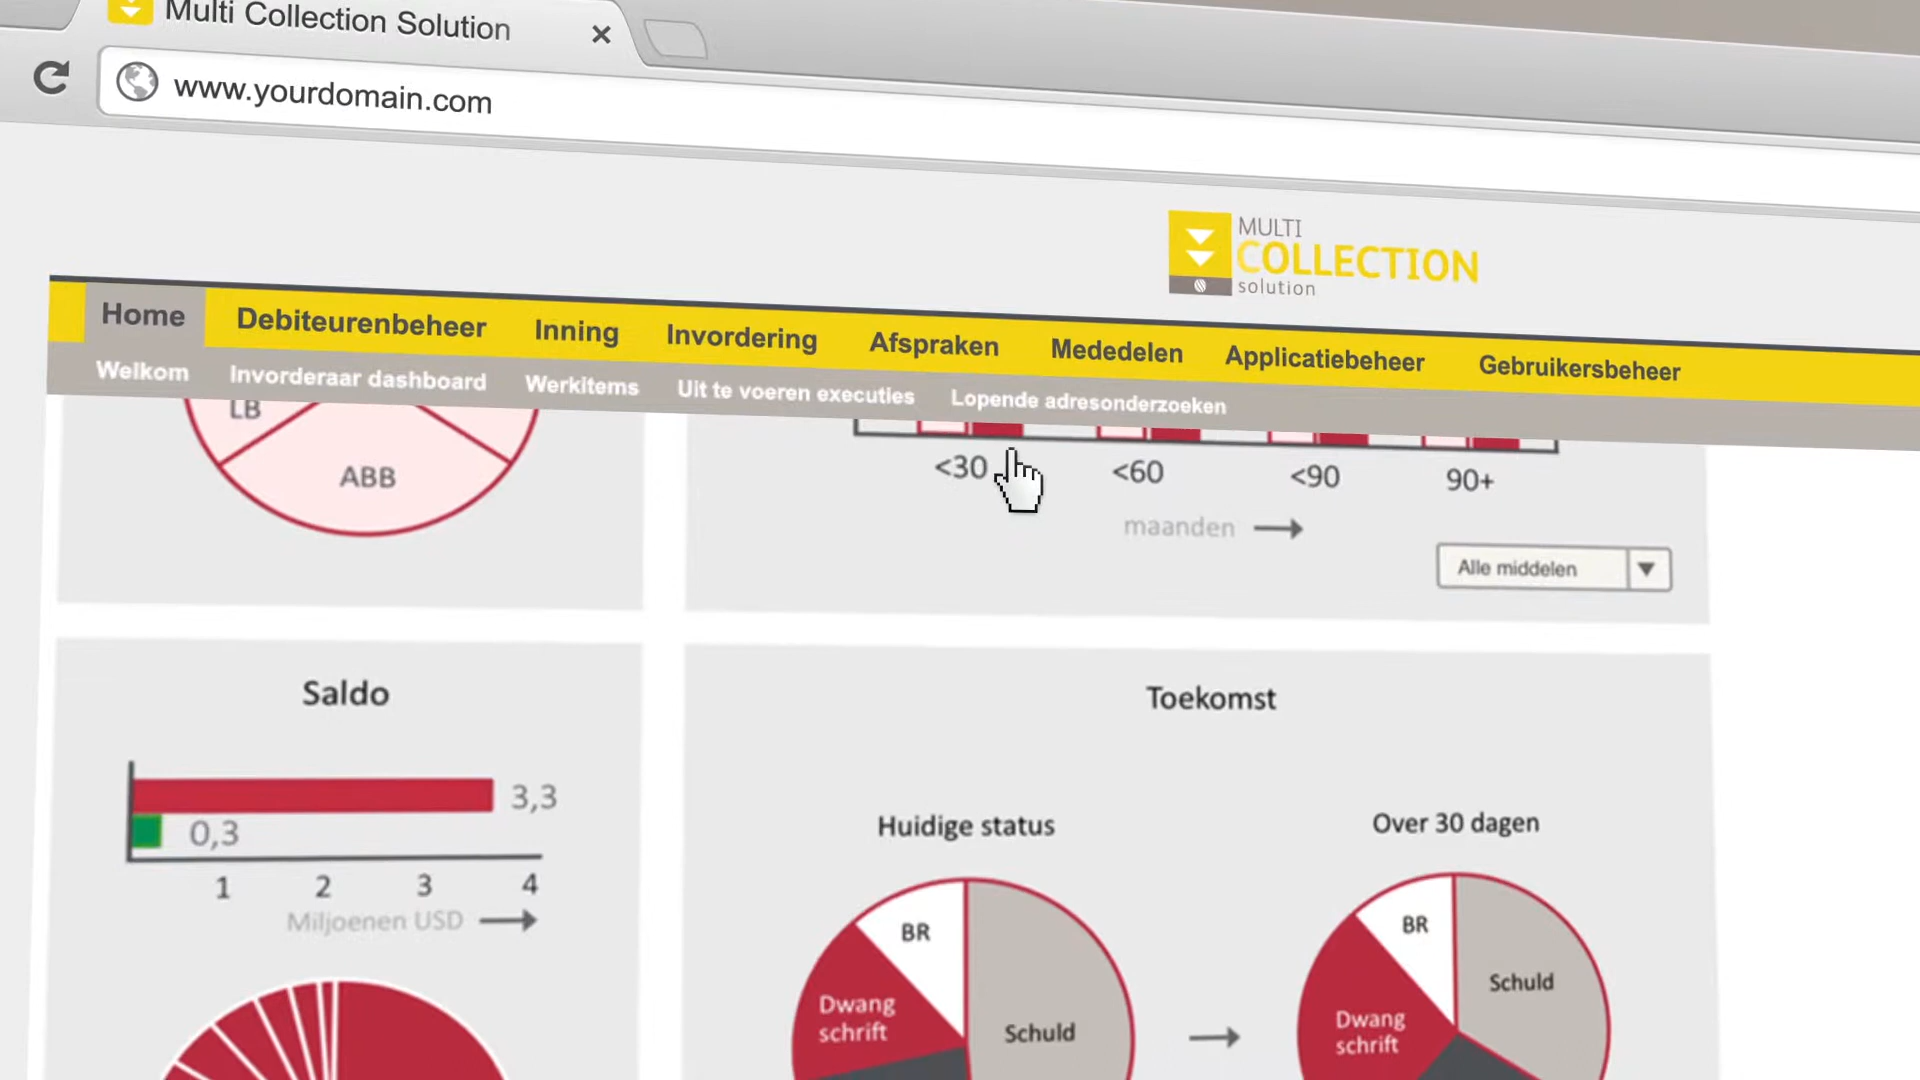 Multi Collection Solution
www.yourdomain.com
MULTI
COLLECTION
solution
Home Debiteurenbeheer Inning Invordering Afspraken Mededelen Applicatiebeheer Gebruikersbeheer
Welkom Invorderaar dashboard Werkitems Uit te voeren executies Lopende adresonderzoeken
LB
ABB
<30 <60 <90 90+
maanden
Alle middelen
Saldo
3,3
0,3
1 2 3 4
Miljoenen USD
Toekomst
Huidige status
BR
Dwang
schrift
Schuld
Over 30 dagen
BR
Schuld
Dwang
schrift